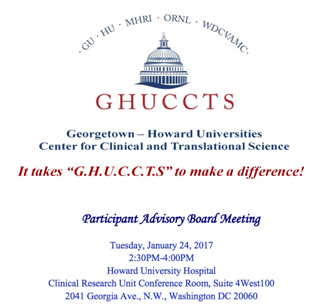 · GU · HU · MHRI · ORNL · WDCVAMC ·
GHUCCTS
Georgetown – Howard Universities
Center for Clinical and Translational Science
It takes “G.H.U.C.C.T.S” to make a difference!
Participant Advisory Board Meeting
Tuesday, January 24, 2017
2:30PM-4:00PM
Howard University Hospital
Clinical Research Unit Conference Room, Suite 4West100
2041 Georgia Ave., N.W., Washington DC 20060